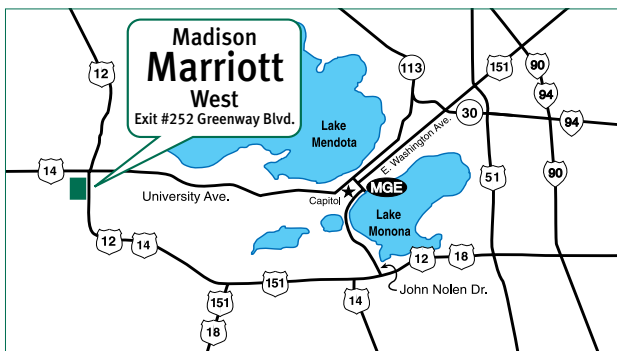 Madison
Marriott
West
Exit #252 Greenway Blvd.
12
113
151
90
94
30
94
Lake
Mendota
E. Washington Ave.
14
University Ave.
Capitol
MGE
51
90
Lake
Monona
12
14
12
18
151
151
14
John Nolen Dr.
18